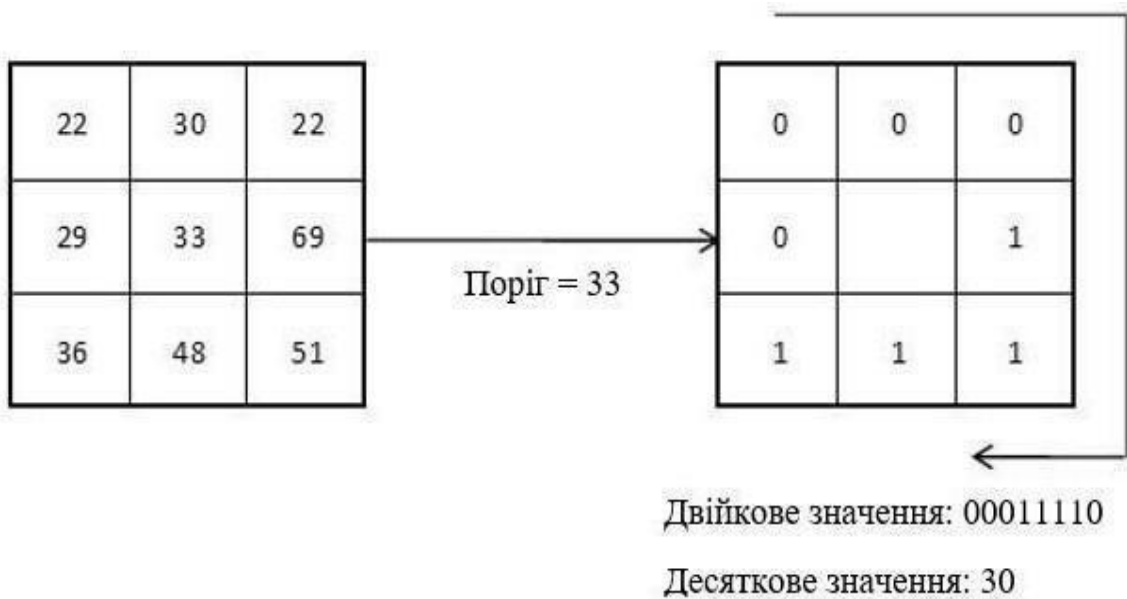 22 30 22
29 33 69
36 48 51
Поріг = 33
0 0 0
0 1
1 1 1
Двійкове значення: 00011110
Десяткове значення: 30